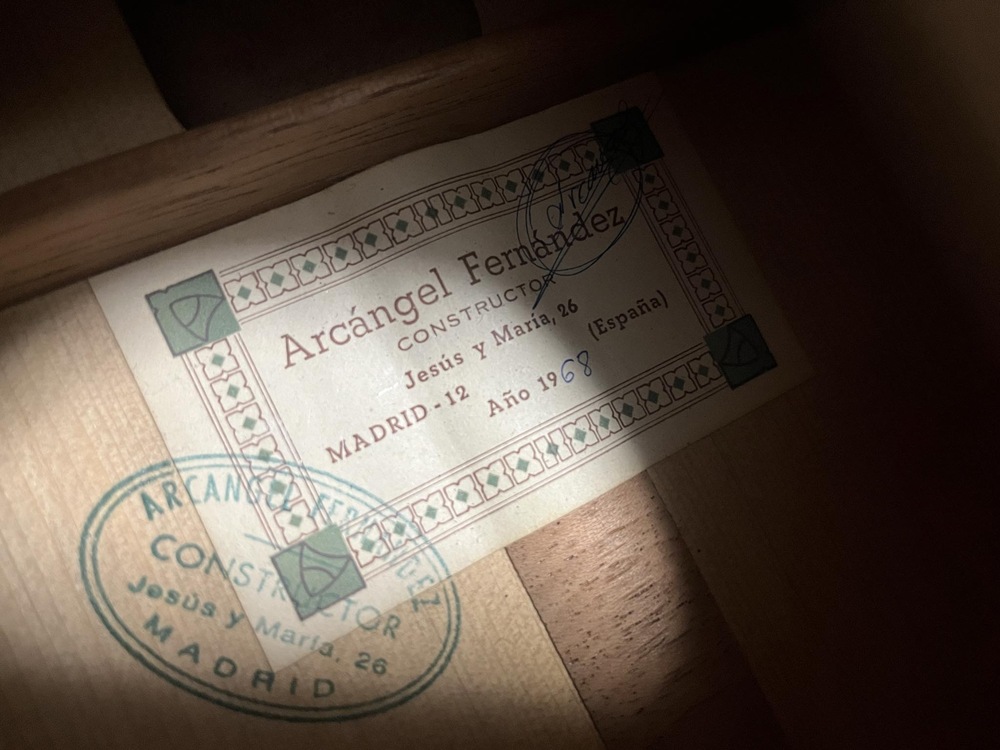 Arcángel Fernández
CONSTRUCTOR
Jesús y María, 26
MADRID - 12 (España)
Año 1968
ARCANGEL FERNANDEZ
CONSTRUCTOR
Jesús y María, 26
MADRID